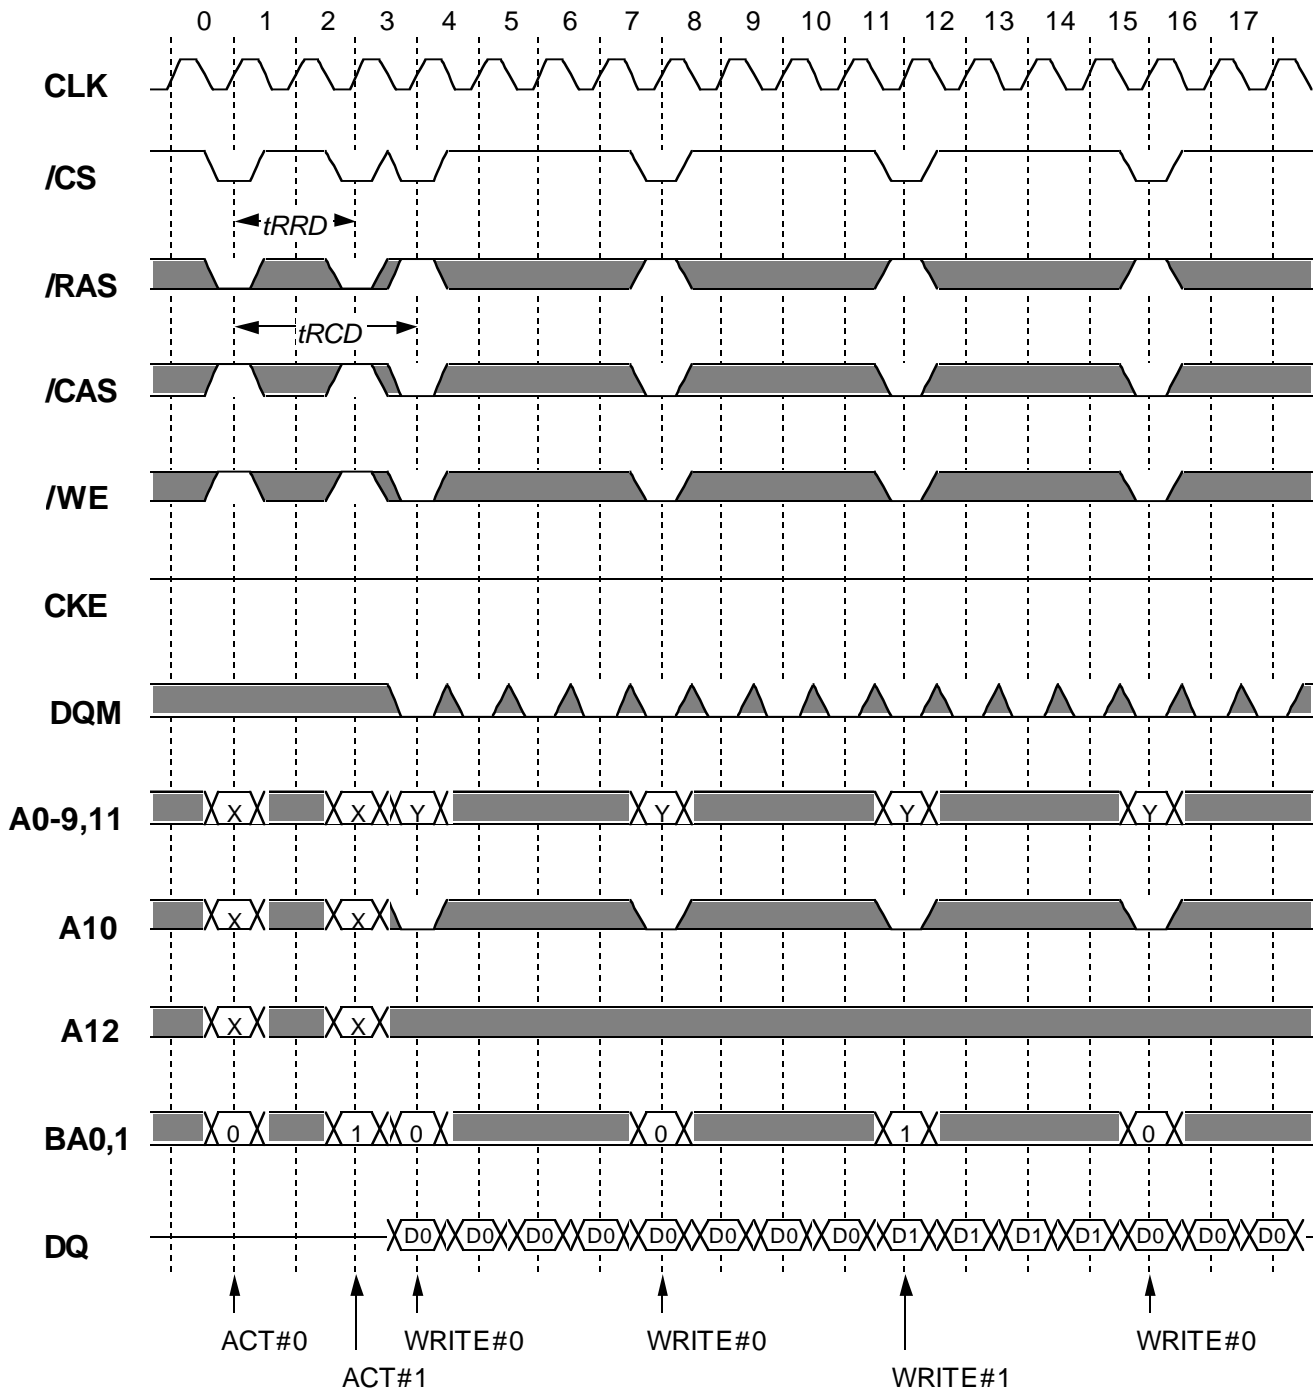 0 1 2 3 4 5 6 7 8 9 10 11 12 13 14 15 16 17
CLK
/CS
tRRD
/RAS
tRCD
/CAS
/WE
CKE
DQM
A0-9,11 X X Y Y Y Y
A10 X X
A12 X X
BA0,1 0 1 0 0 1 0
DQ D0 D0 D0 D0 D0 D0 D0 D0 D1 D1 D1 D1 D0 D0 D0
ACT#0 WRITE#0 WRITE#0 WRITE#0
ACT#1 WRITE#1